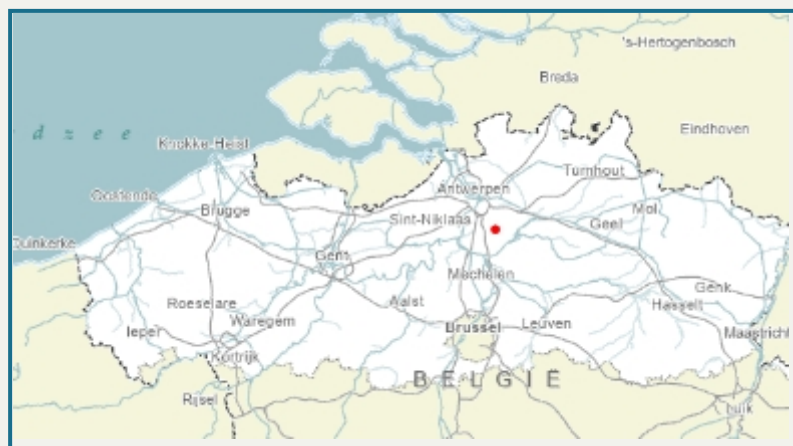 's-Hertogenbosch
Breda
Eindhoven
d z e e
Knokke-Heist
Turnhout
Antwerpen
Oostende
Mol
Brugge
Sint-Niklaas
Geel
Duinkerke
Gent
Mechelen
Genk
Roeselare
Aalst
Hasselt
Waregem
Brussel
Leuven
Ieper
Maastricht
Kortrijk
BELGIË
Rijsel
Luik